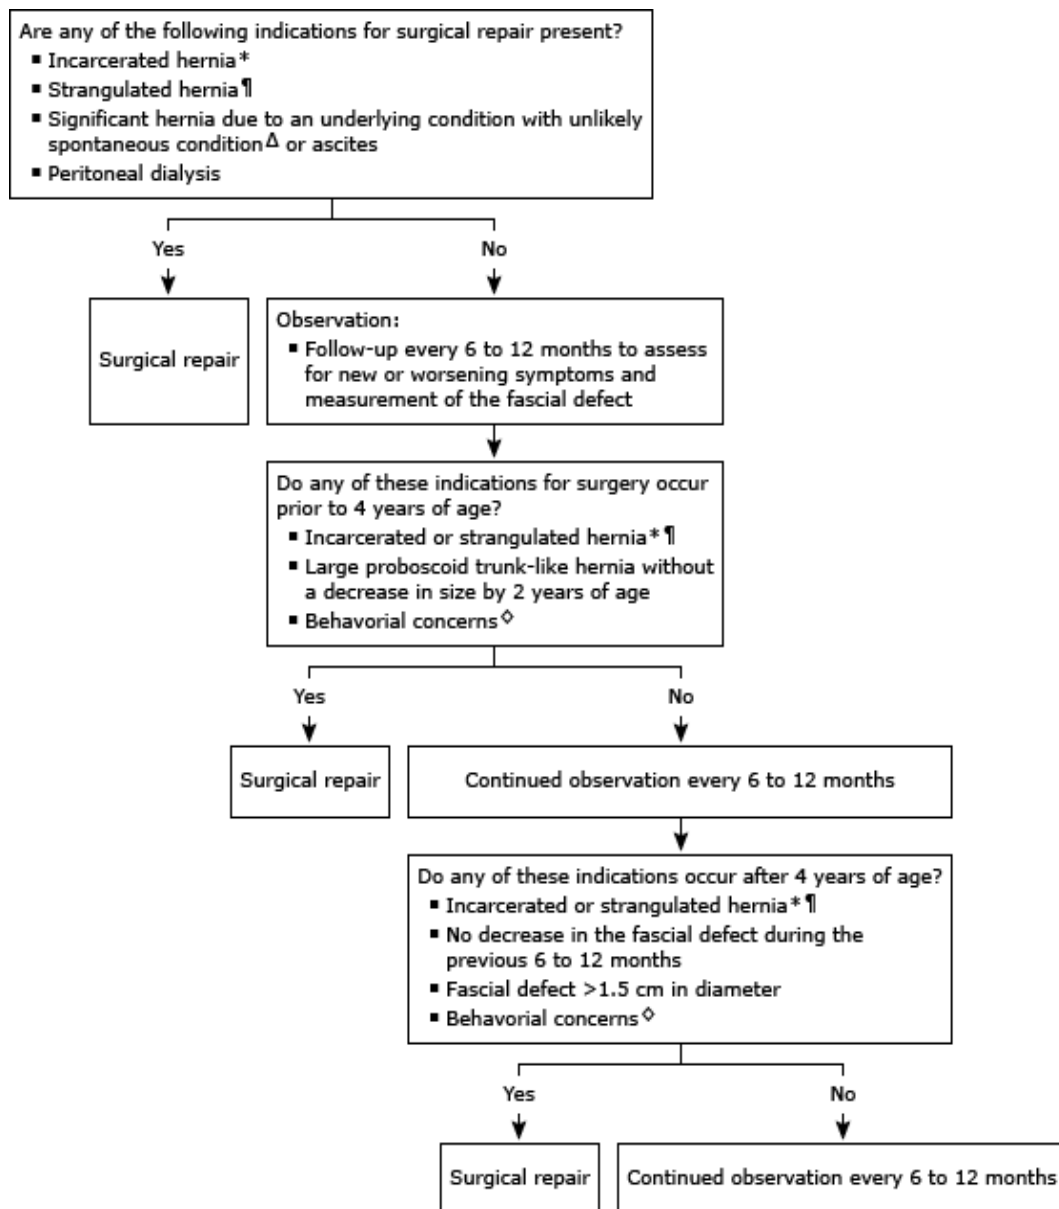 Are any of the following indications for surgical repair present?
▪ Incarcerated hernia*
▪ Strangulated hernia¶
▪ Significant hernia due to an underlying condition with unlikely
spontaneous conditionΔ or ascites
▪ Peritoneal dialysis
Yes
No
Surgical repair
Observation:
▪ Follow-up every 6 to 12 months to assess
for new or worsening symptoms and
measurement of the fascial defect
Do any of these indications for surgery occur
prior to 4 years of age?
▪ Incarcerated or strangulated hernia*¶
▪ Large proboscoid trunk-like hernia without
a decrease in size by 2 years of age
▪ Behavorial concerns◊
Yes
No
Surgical repair
Continued observation every 6 to 12 months
Do any of these indications occur after 4 years of age?
▪ Incarcerated or strangulated hernia*¶
▪ No decrease in the fascial defect during the
previous 6 to 12 months
▪ Fascial defect >1.5 cm in diameter
▪ Behavorial concerns◊
Yes
No
Surgical repair
Continued observation every 6 to 12 months